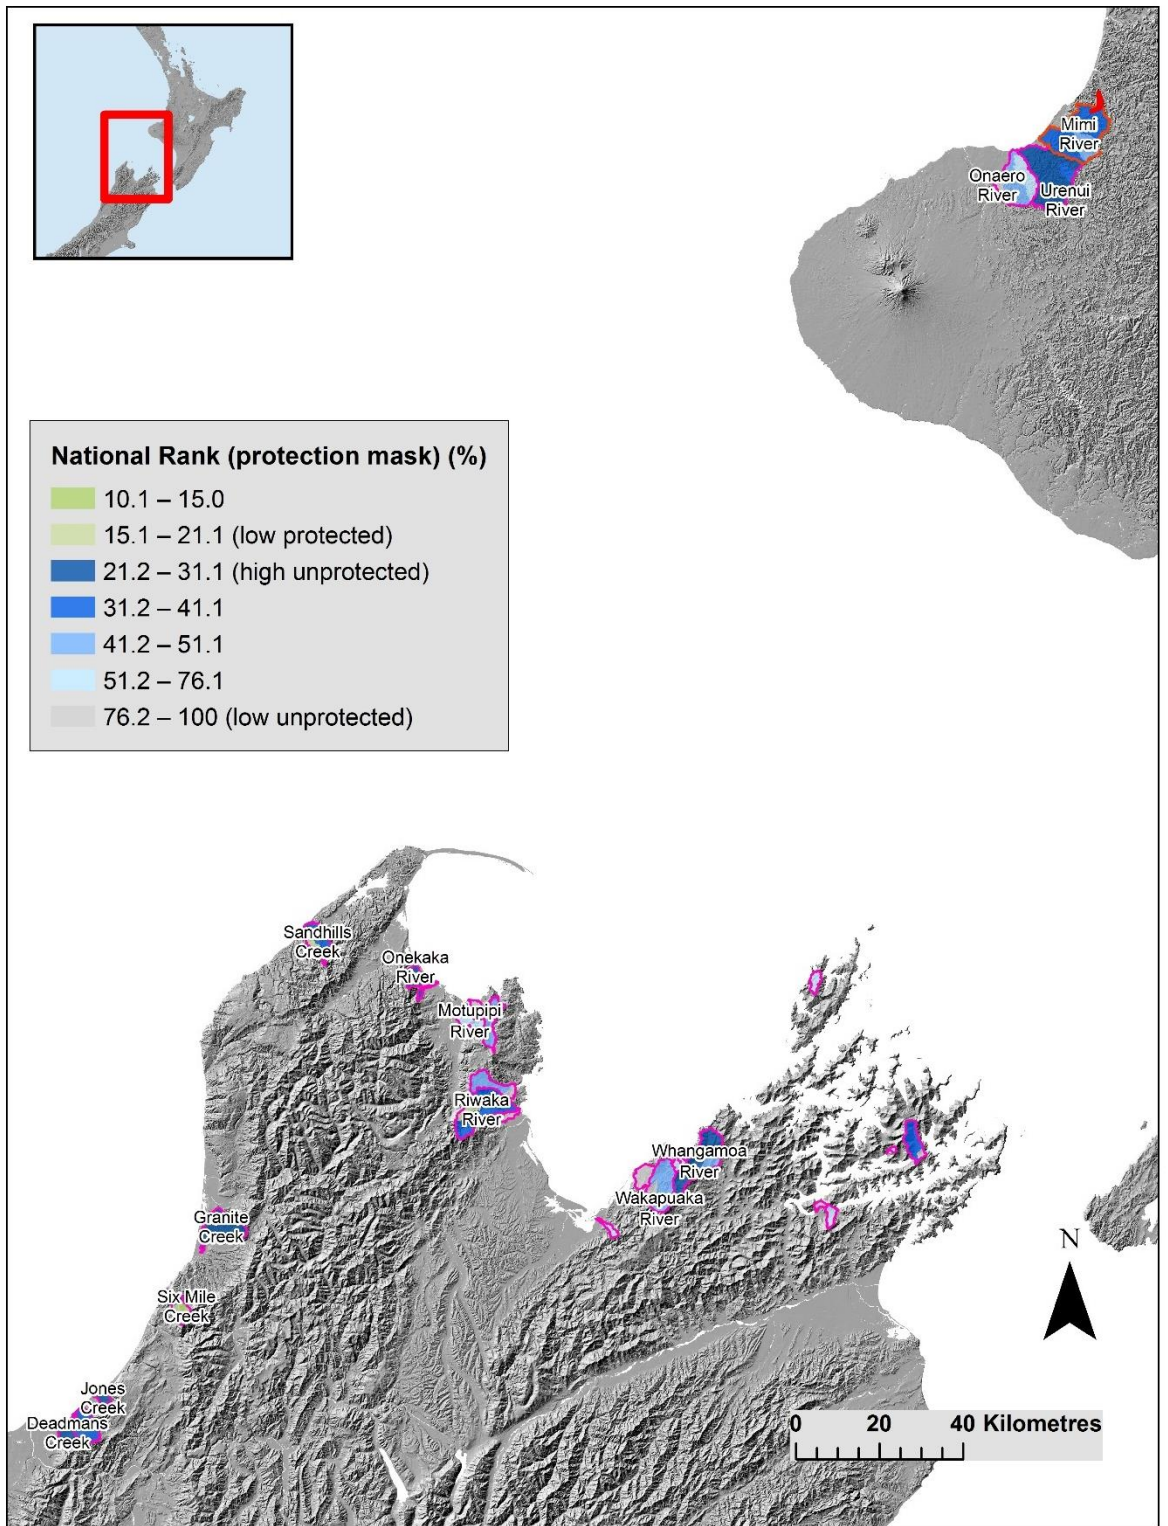 Mimi
River
Onaero
River
Urenui
River
National Rank (protection mask) (%)
10.1 – 15.0
15.1 – 21.1 (low protected)
21.2 – 31.1 (high unprotected)
31.2 – 41.1
41.2 – 51.1
51.2 – 76.1
76.2 – 100 (low unprotected)
Sandhills
Creek
Onekaka
River
Motupipi
River
Riwaka
River
Whangamoa
River
Wakapuaka
River
Granite
Creek
N
Six Mile
Creek
Jones
Creek
Deadmans
Creek
0 20 40 Kilometres